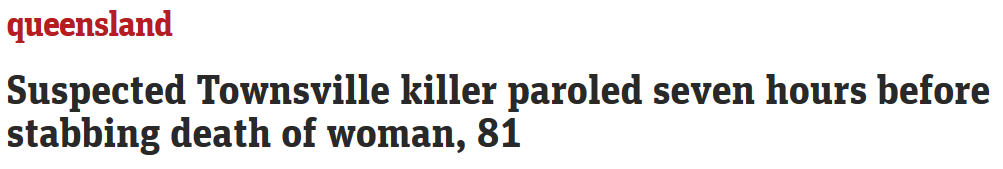 queensland
Suspected Townsville killer paroled seven hours before
stabbing death of woman, 81